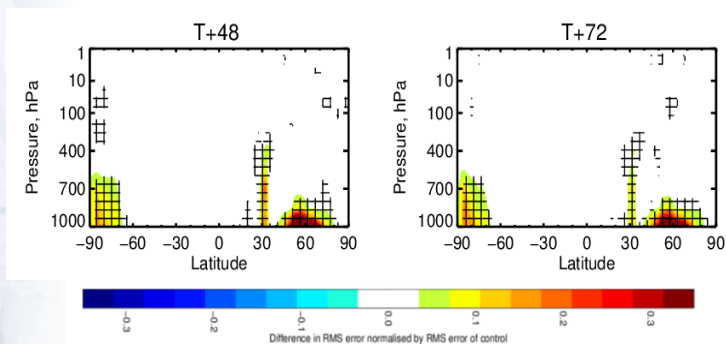 T+48
T+72
Pressure, hPa
1
10
100
400
700
1000
−90 −60 −30 0 30 60 90
Latitude
Pressure, hPa
1
10
100
400
700
1000
−90 −60 −30 0 30 60 90
Latitude
−0.3 −0.2 −0.1 0.0 0.1 0.2 0.3
Difference in RMS error normalised by RMS error of control